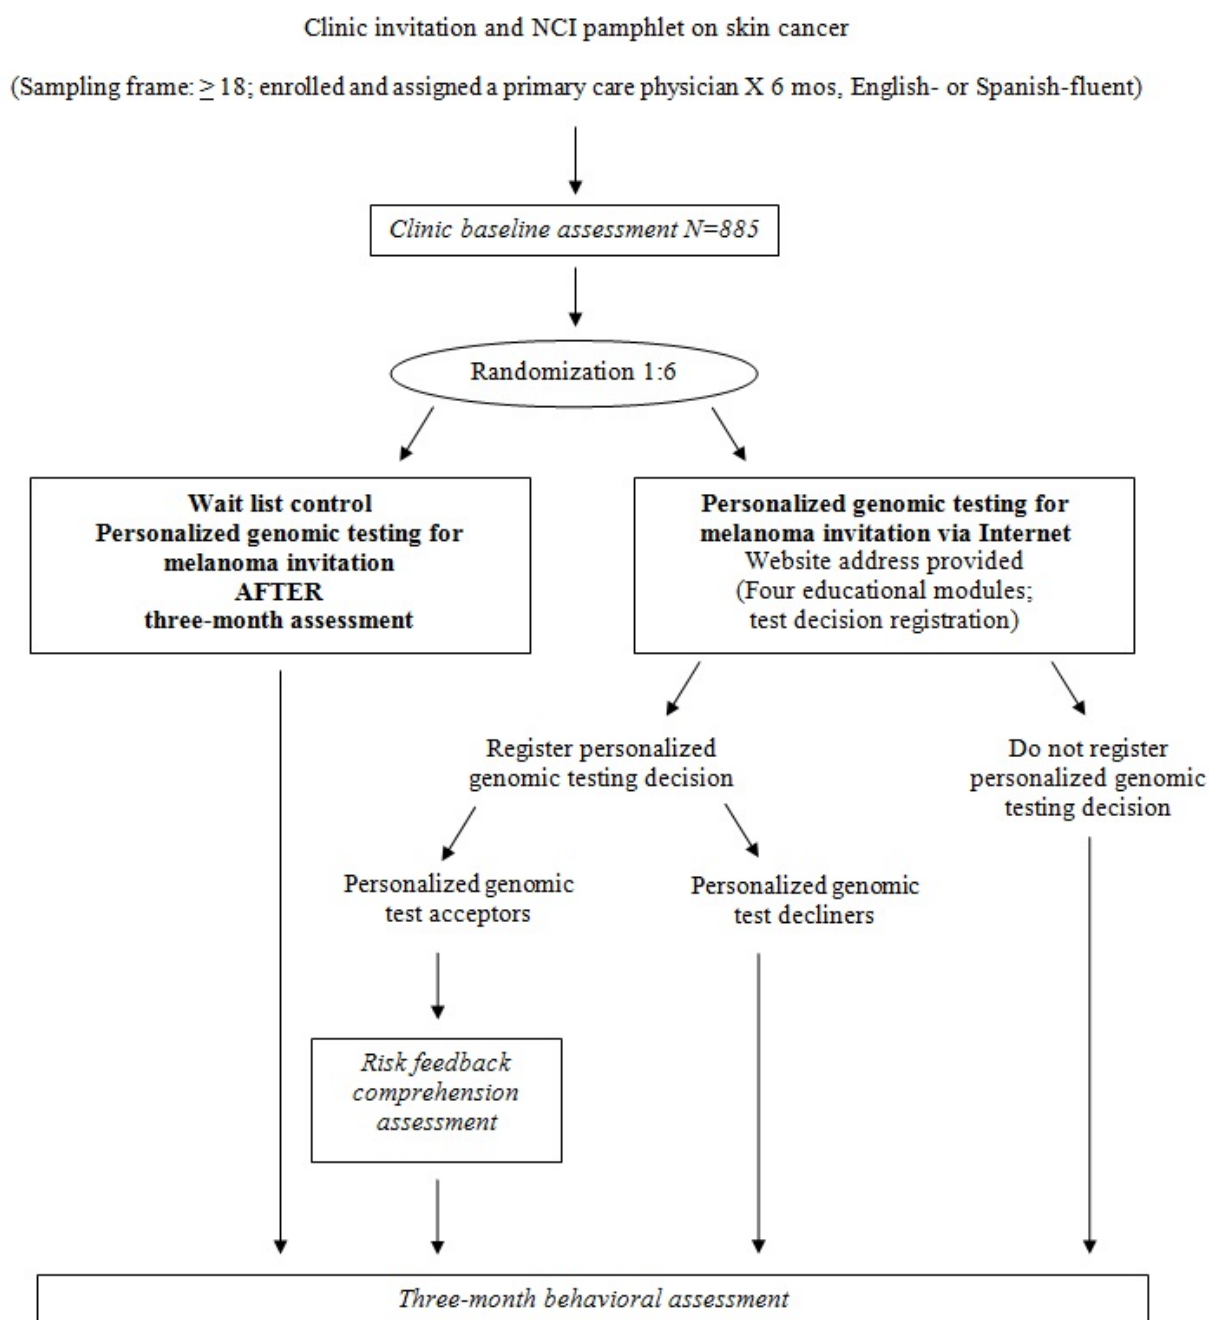 Clinic invitation and NCI pamphlet on skin cancer
(Sampling frame: ≥ 18; enrolled and assigned a primary care physician X 6 mos, English- or Spanish-fluent)
Clinic baseline assessment N=885
Randomization 1:6
Wait list control
Personalized genomic testing for
melanoma invitation
AFTER
three-month assessment
Personalized genomic testing for
melanoma invitation via Internet
Website address provided
(Four educational modules;
test decision registration)
Register personalized
genomic testing decision
Do not register
personalized genomic
testing decision
Personalized genomic
test acceptors
Personalized genomic
test decliners
Risk feedback
comprehension
assessment
Three-month behavioral assessment